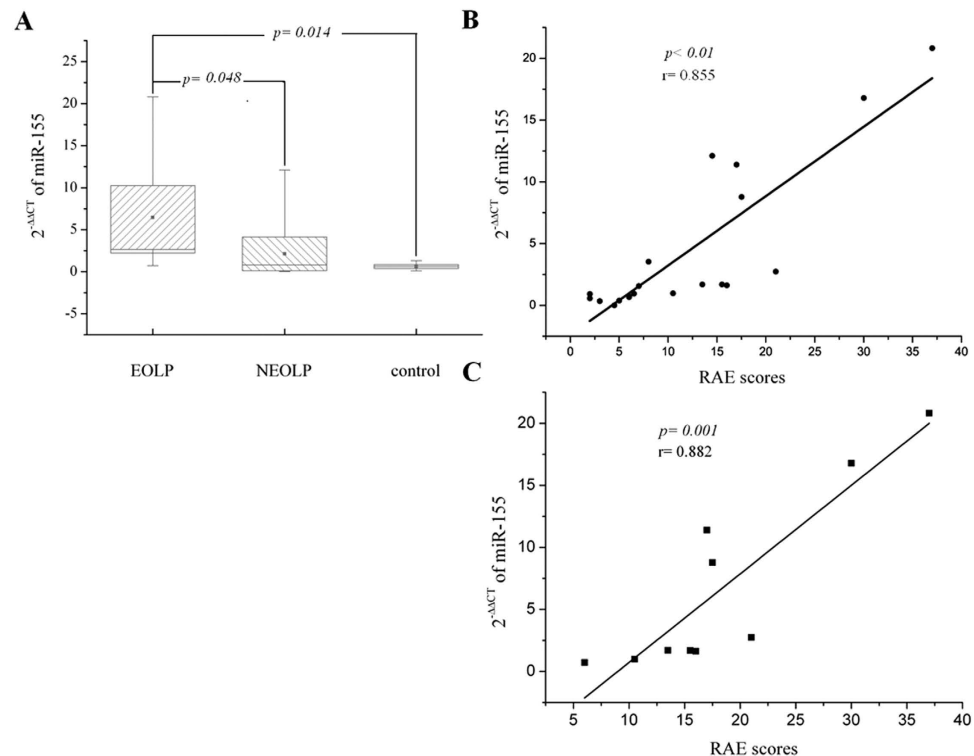 A
2^-ΔΔCT of miR-155
25
20
15
10
5
0
-5
p= 0.014
p= 0.048
EOLP NEOLP control
B
2^-ΔΔCT of miR-155
20
15
10
5
0
p< 0.01
r= 0.855
0 5 10 15 20 25 30 35 40
RAE scores
C
2^-ΔΔCT of miR-155
20
15
10
5
0
p= 0.001
r= 0.882
5 10 15 20 25 30 35 40
RAE scores